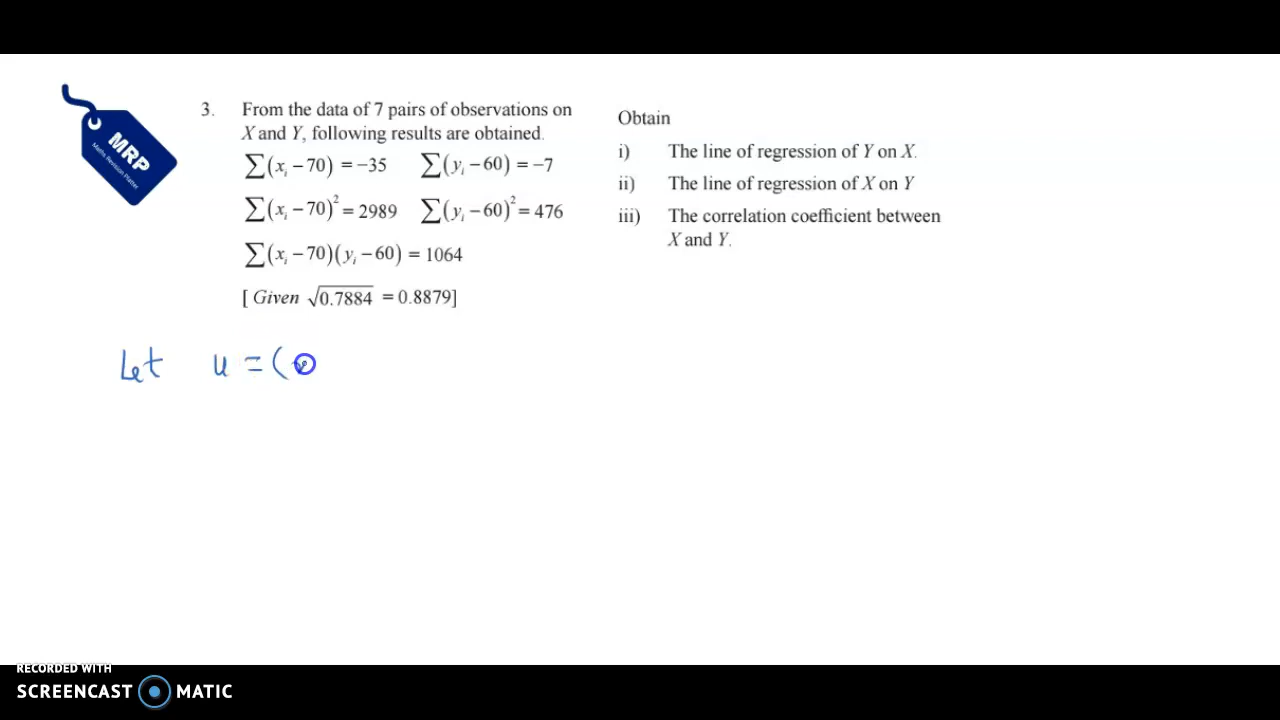 MRP
Maths Revision Platter
3. From the data of 7 pairs of observations on
X and Y, following results are obtained.
∑(xᵢ − 70) = −35 ∑(yᵢ − 60) = −7
∑(xᵢ − 70)² = 2989 ∑(yᵢ − 60)² = 476
∑(xᵢ − 70)(yᵢ − 60) = 1064
[ Given √0.7884 = 0.8879]
Obtain
i) The line of regression of Y on X.
ii) The line of regression of X on Y
iii) The correlation coefficient between
X and Y.
Let u = (
RECORDED WITH
SCREENCAST MATIC